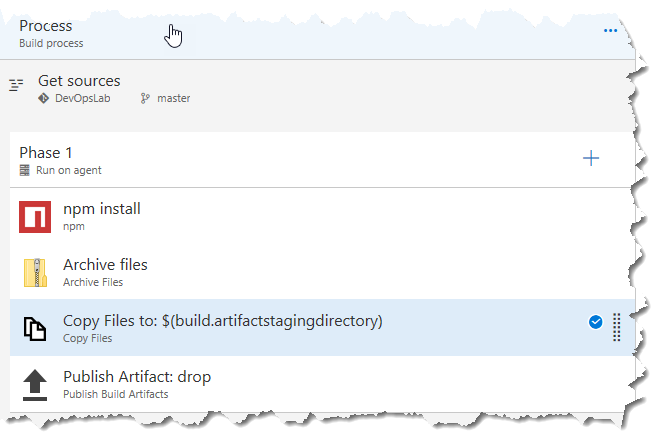 Process
Build process
Get sources
DevOpsLab master
Phase 1
Run on agent
npm install
npm
Archive files
Archive Files
Copy Files to: $(build.artifactstagingdirectory)
Copy Files
Publish Artifact: drop
Publish Build Artifacts